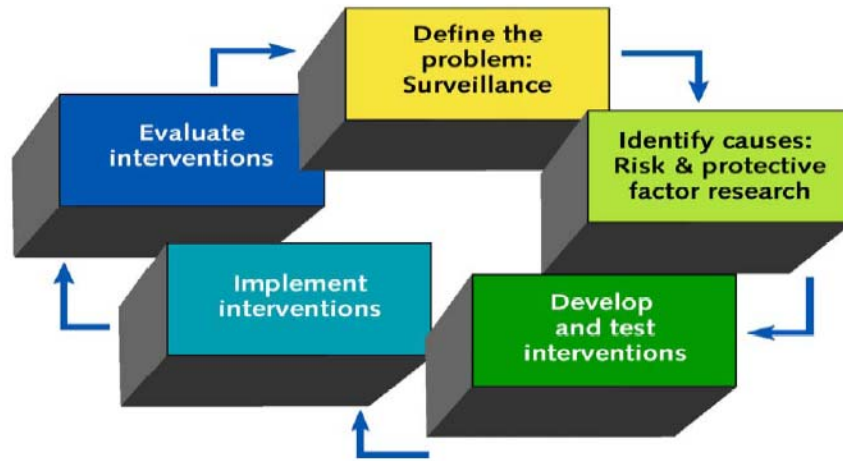 Define the
problem:
Surveillance
Identify causes:
Risk & protective
factor research
Develop
and test
interventions
Implement
interventions
Evaluate
interventions